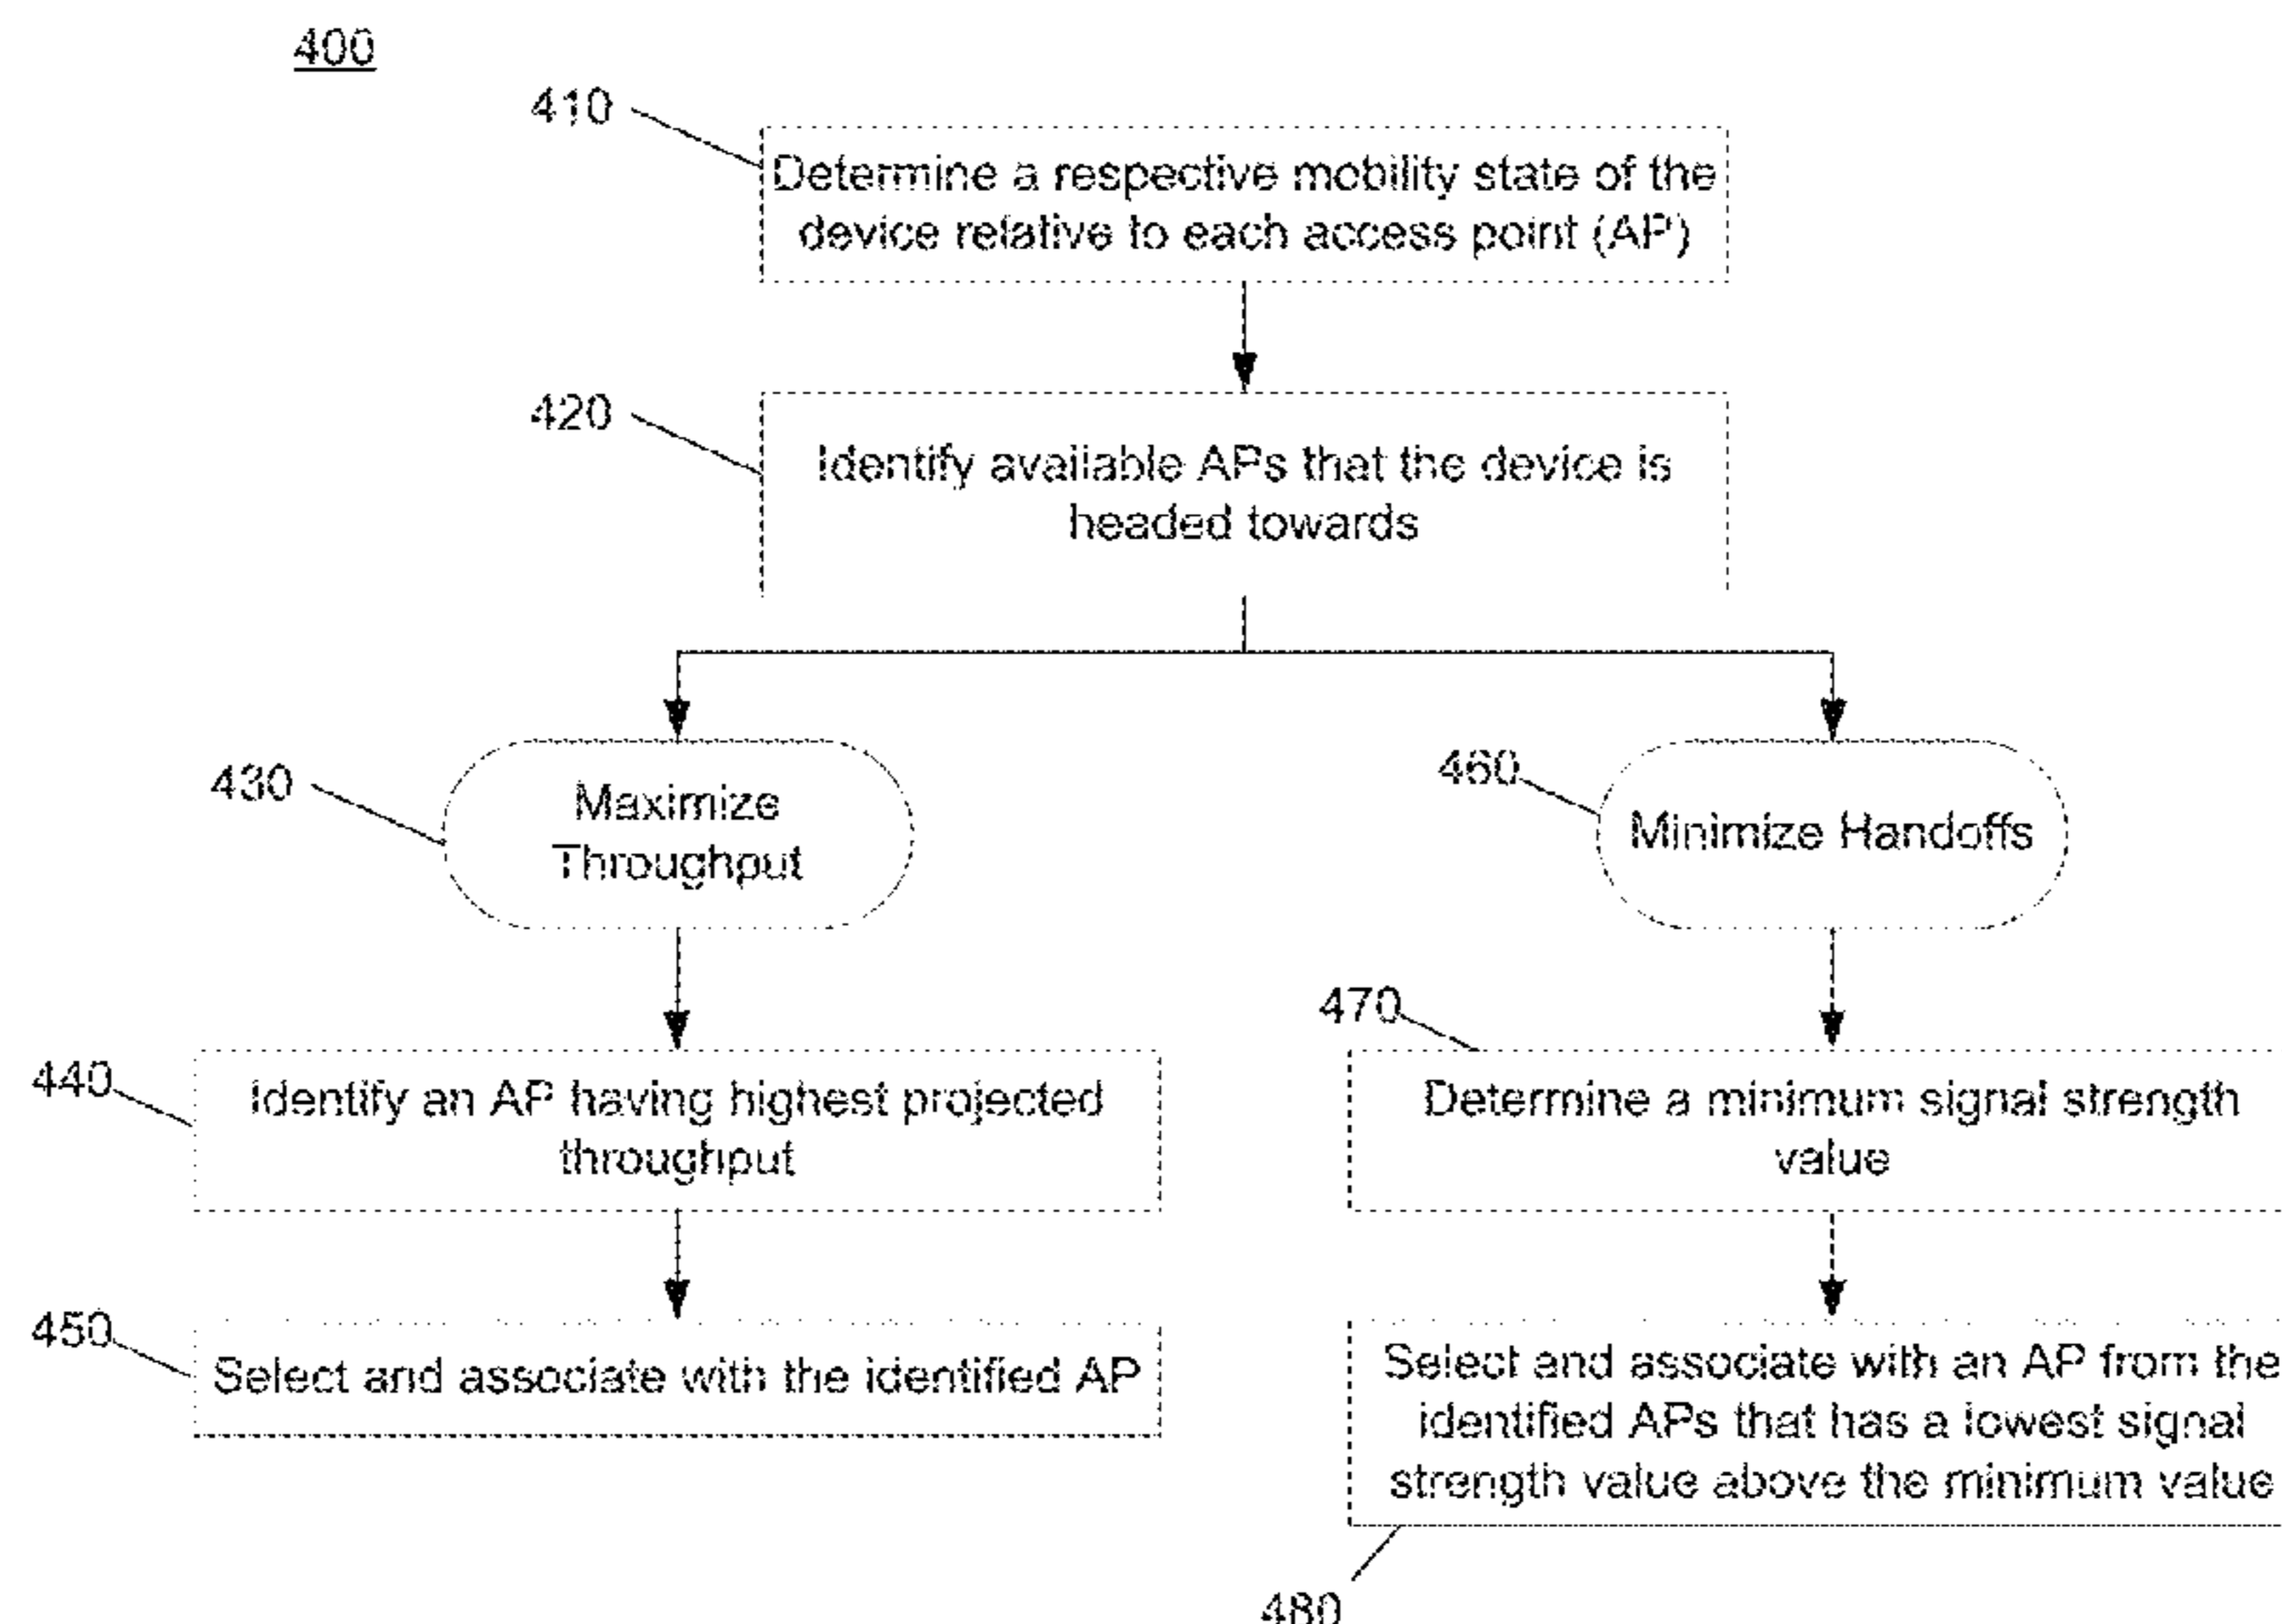 400
410
Determine a respective mobility state of the
device relative to each access point (AP)
420
Identify available APs that the device is
headed towards
430
Maximize
Throughput
460
Minimize Handoffs
440
Identify an AP having highest projected
throughput
470
Determine a minimum signal strength
value
450
Select and associate with the identified AP
Select and associate with an AP from the
identified APs that has a lowest signal
strength value above the minimum value
480